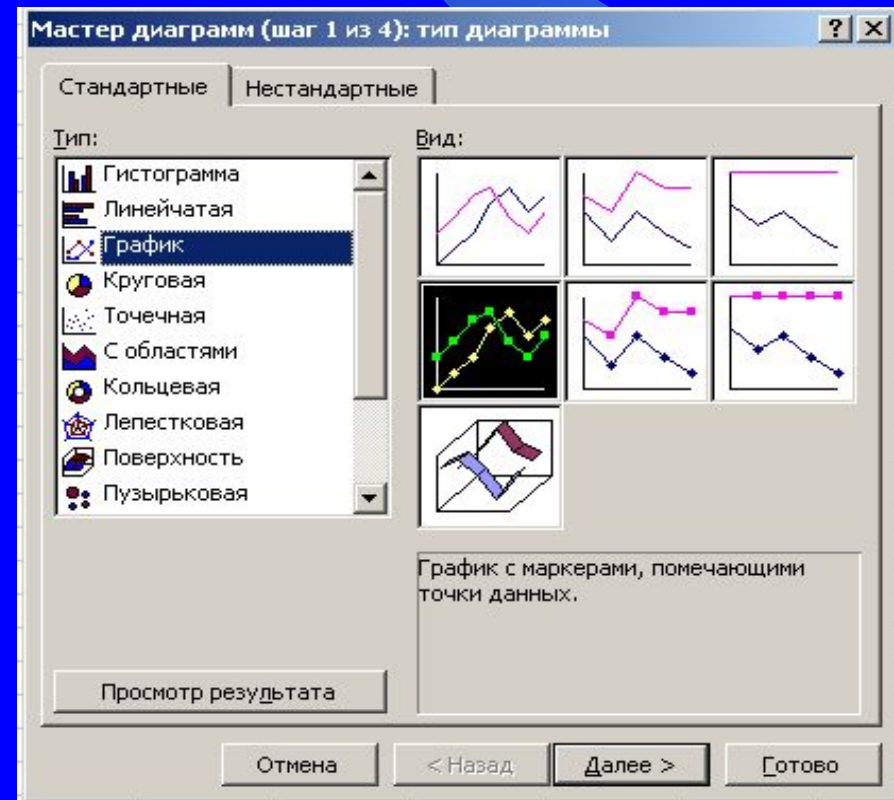 Мастер диаграмм (шаг 1 из 4): тип диаграммы
Стандартные
Нестандартные
Тип:
Гистограмма
Линейчатая
График
Круговая
Точечная
С областями
Кольцевая
Лепестковая
Поверхность
Пузырьковая
Вид:
График с маркерами, помечающими
точки данных.
Просмотр результата
Отмена
< Назад
Далее >
Готово